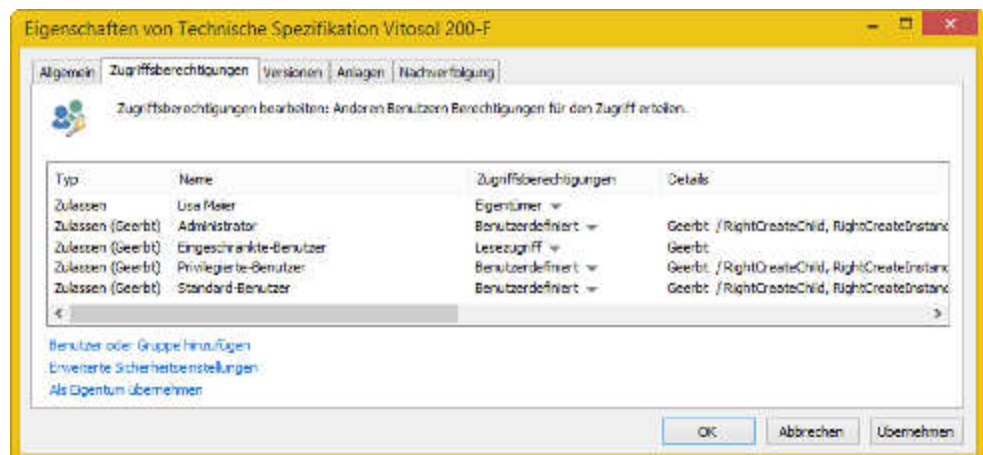 Eigenschaften von Technische Spezifikation Vitosol 200-F
Allgemein Zugriffsberechtigungen Versionen Anlagen Nachverfolgung
Zugriffsberechtigungen bearbeiten: Anderen Benutzern Berechtigungen für den Zugriff erteilen.
Typ Name Zugriffsberechtigungen Details
Zulassen Lisa Maier Eigentümer
Zulassen (Geerbt) Administrator Benutzerdefiniert Geerbt /RightCreateChild, RightCreateInstanc
Zulassen (Geerbt) Eingeschränkte-Benutzer Lesezugriff Geerbt
Zulassen (Geerbt) Privilegierte-Benutzer Benutzerdefiniert Geerbt /RightCreateChild, RightCreateInstanc
Zulassen (Geerbt) Standard-Benutzer Benutzerdefiniert Geerbt /RightCreateChild, RightCreateInstanc
Benutzer oder Gruppe hinzufügen
Erweiterte Sicherheitseinstellungen
Als Eigentum übernehmen
OK Abbrechen Übernehmen